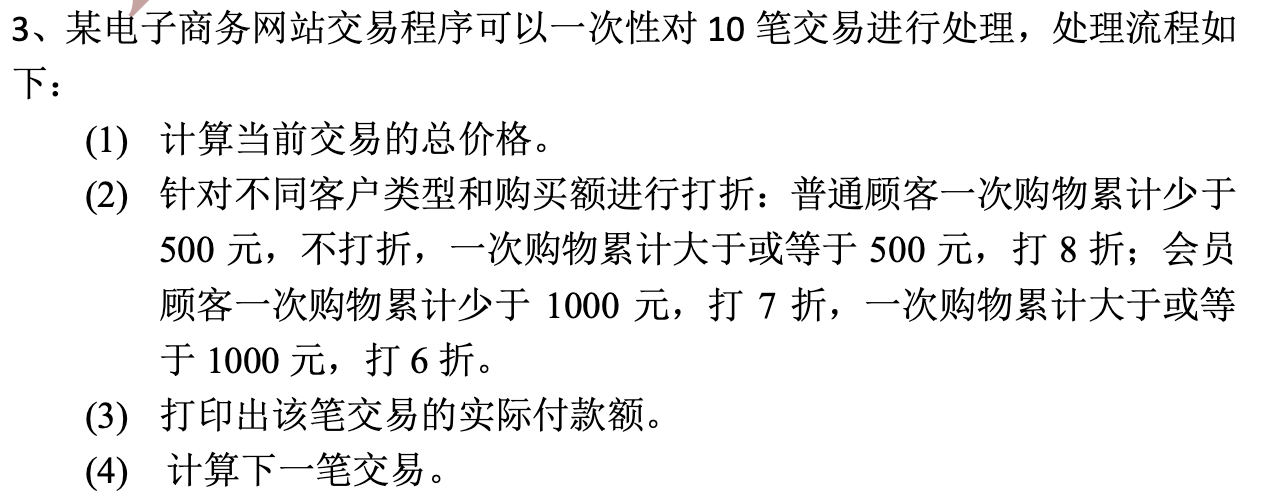 3、某电子商务网站交易程序可以一次性对 10 笔交易进行处理，处理流程如
下：
(1) 计算当前交易的总价格。
(2) 针对不同客户类型和购买额进行打折：普通顾客一次购物累计少于
500 元，不打折，一次购物累计大于或等于 500 元，打 8 折；会员
顾客一次购物累计少于 1000 元，打 7 折，一次购物累计大于或等
于 1000 元，打 6 折。
(3) 打印出该笔交易的实际付款额。
(4) 计算下一笔交易。